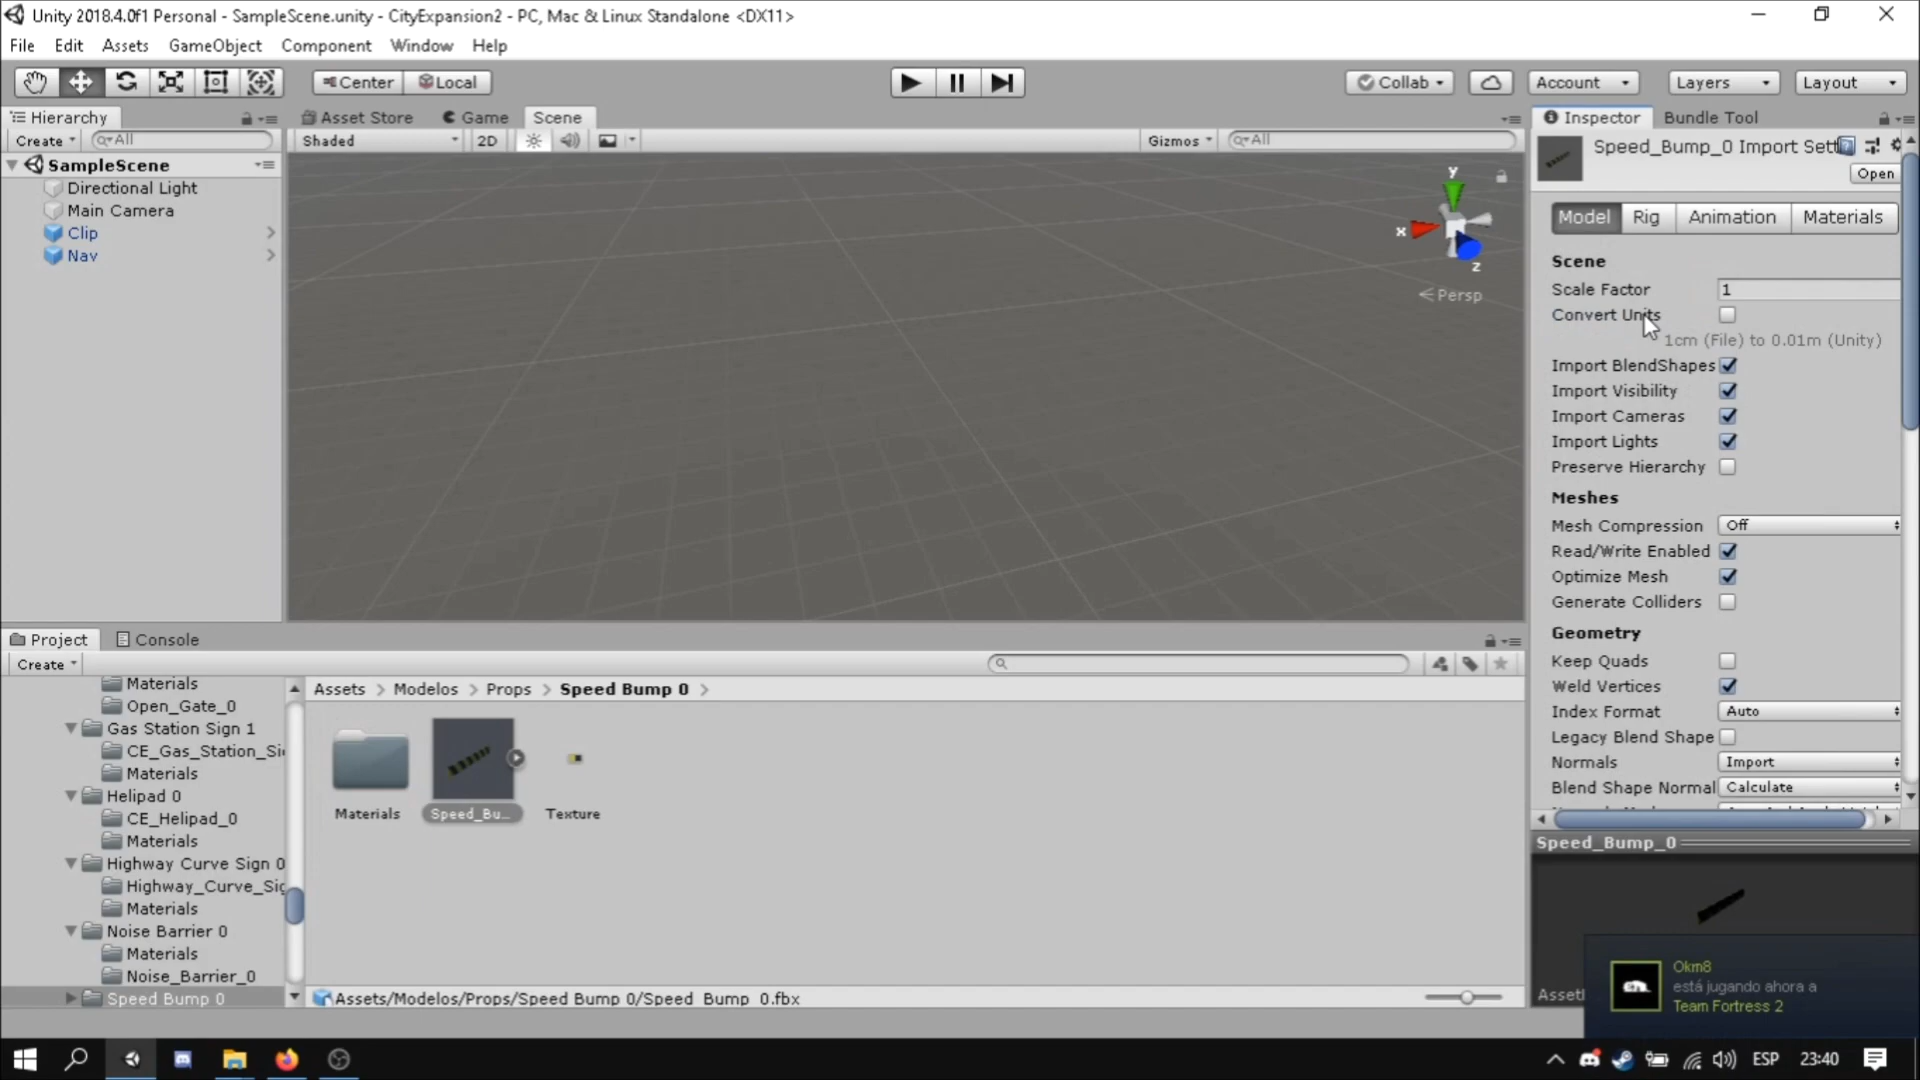 Unity 2018.4.0f1 Personal - SampleScene.unity - CityExpansion2 - PC, Mac & Linux Standalone <DX11>
File Edit Assets GameObject Component Window Help
Center Local
Collab Account Layers Layout
Hierarchy
Create All
SampleScene
Directional Light
Main Camera
Clip
Nav
Asset Store Game Scene
Shaded 2D Gizmos All
y
x
z
Persp
Inspector Bundle Tool
Speed_Bump_0 Import Sett
Open
Model Rig Animation Materials
Scene
Scale Factor 1
Convert Units
1cm (File) to 0.01m (Unity)
Import BlendShapes
Import Visibility
Import Cameras
Import Lights
Preserve Hierarchy
Meshes
Mesh Compression Off
Read/Write Enabled
Optimize Mesh
Generate Colliders
Geometry
Keep Quads
Weld Vertices
Index Format Auto
Legacy Blend Shape
Normals Import
Blend Shape Normal Calculate
Speed_Bump_0
Project Console
Create
Materials
Open_Gate_0
Gas Station Sign 1
CE_Gas_Station_Si
Materials
Helipad 0
CE_Helipad_0
Materials
Highway Curve Sign 0
Highway_Curve_Sig
Materials
Noise Barrier 0
Materials
Noise_Barrier_0
Speed Bump 0
Assets > Modelos > Props > Speed Bump 0 >
Materials Speed_Bu... Texture
Assets/Modelos/Props/Speed Bump 0/Speed_Bump_0.fbx
Asset
Okm8
está jugando ahora a
Team Fortress 2
ESP 23:40